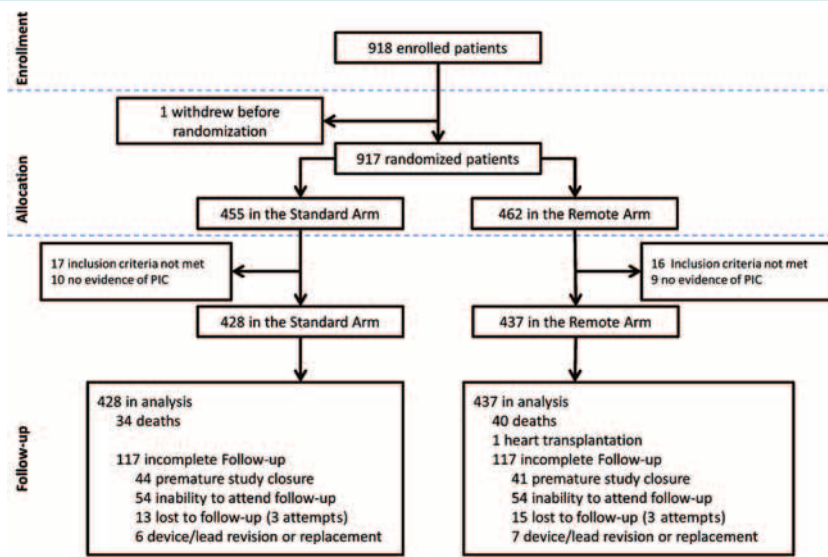 Enrollment
918 enrolled patients
1 withdrew before
randomization
Allocation
917 randomized patients
455 in the Standard Arm
462 in the Remote Arm
17 inclusion criteria not met
10 no evidence of PIC
16 Inclusion criteria not met
9 no evidence of PIC
428 in the Standard Arm
437 in the Remote Arm
Follow-up
428 in analysis
34 deaths
117 incomplete Follow-up
44 premature study closure
54 inability to attend follow-up
13 lost to follow-up (3 attempts)
6 device/lead revision or replacement
437 in analysis
40 deaths
1 heart transplantation
117 incomplete Follow-up
41 premature study closure
54 inability to attend follow-up
15 lost to follow-up (3 attempts)
7 device/lead revision or replacement